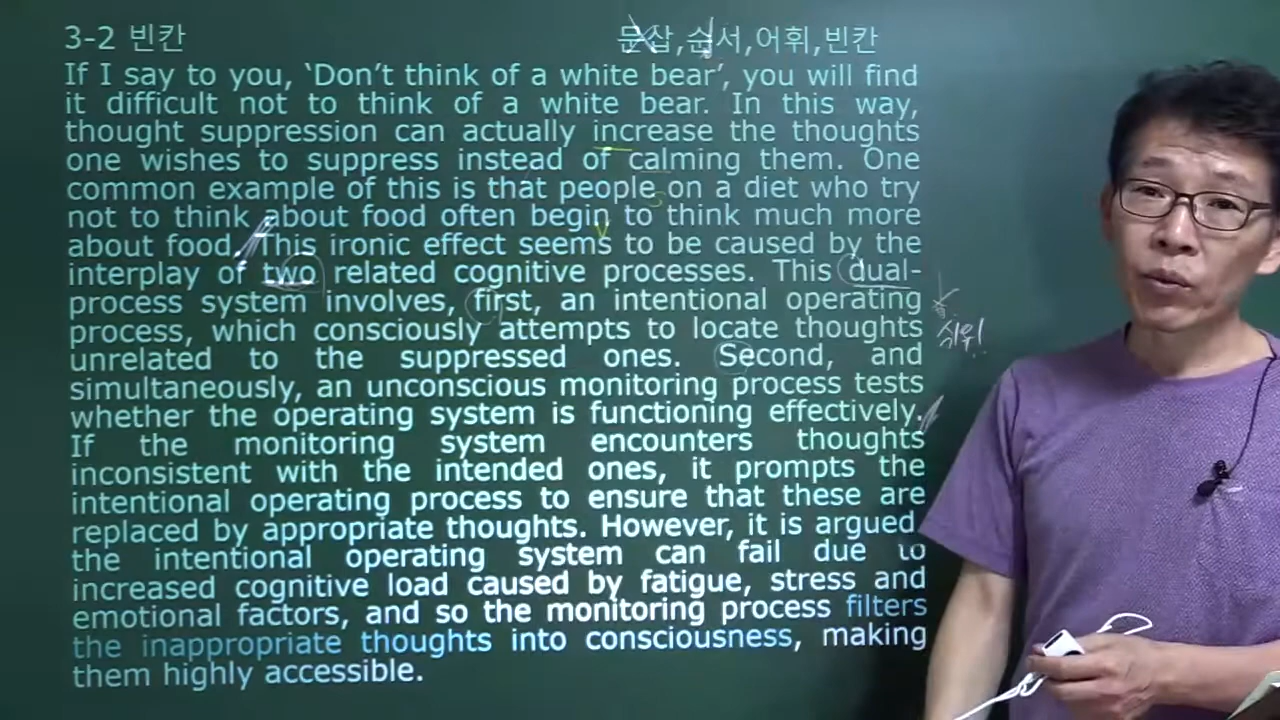 3-2 빈칸
문삽,순서,어휘,빈칸
If I say to you, ‘Don’t think of a white bear’, you will find
it difficult not to think of a white bear. In this way,
thought suppression can actually increase the thoughts
one wishes to suppress instead of calming them. One
common example of this is that people on a diet who try
not to think about food often begin to think much more
about food. This ironic effect seems to be caused by the
interplay of two related cognitive processes. This dual-
process system involves, first, an intentional operating
process, which consciously attempts to locate thoughts
unrelated to the suppressed ones. Second, and
simultaneously, an unconscious monitoring process tests
whether the operating system is functioning effectively.
If the monitoring system encounters thoughts
inconsistent with the intended ones, it prompts the
intentional operating process to ensure that these are
replaced by appropriate thoughts. However, it is argued,
the intentional operating system can fail due to
increased cognitive load caused by fatigue, stress and
emotional factors, and so the monitoring process filters
the inappropriate thoughts into consciousness, making
them highly accessible.